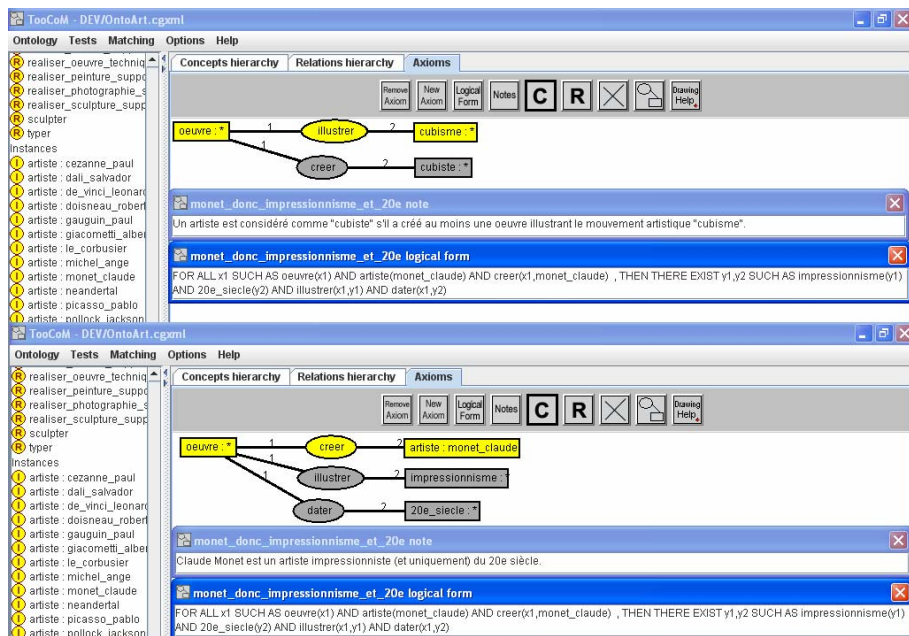 TooCoM - DEV/OntoArt.cgxml
Ontology Tests Matching Options Help
R realiser_oeuvre_techniq
R realiser_peinture_suppo
R realiser_photographie_s
R realiser_sculpture_supp
R sculpter
R typer
Instances
I artiste : cezanne_paul
I artiste : dali_salvador
I artiste : de_vinci_leonard
I artiste : doisneau_robert
I artiste : gauguin_paul
I artiste : giacometti_alber
I artiste : le_corbusier
I artiste : michel_ange
I artiste : monet_claude
I artiste : neandertal
I artiste : picasso_pablo
I artiste : pollock_jackson
Concepts hierarchy Relations hierarchy Axioms
Remove Axiom New Axiom Logical Form Notes C R Drawing Help
oeuvre : * 1 illustrer 2 cubisme : *
1 creer 2 cubiste : *
monet_donc_impressionnisme_et_20e note
Un artiste est considéré comme "cubiste" s'il a créé au moins une oeuvre illustrant le mouvement artistique "cubisme".
monet_donc_impressionnisme_et_20e logical form
FOR ALL x1 SUCH AS oeuvre(x1) AND artiste(monet_claude) AND creer(x1,monet_claude) , THEN THERE EXIST y1,y2 SUCH AS impressionnisme(y1)
AND 20e_siecle(y2) AND illustrer(x1,y1) AND dater(x1,y2)
TooCoM - DEV/OntoArt.cgxml
Ontology Tests Matching Options Help
R realiser_oeuvre_techniq
R realiser_peinture_suppo
R realiser_photographie_s
R realiser_sculpture_supp
R sculpter
R typer
Instances
I artiste : cezanne_paul
I artiste : dali_salvador
I artiste : de_vinci_leonard
I artiste : doisneau_robert
I artiste : gauguin_paul
I artiste : giacometti_alber
I artiste : le_corbusier
I artiste : michel_ange
I artiste : monet_claude
I artiste : neandertal
I artiste : picasso_pablo
I artiste : pollock_jackson
Concepts hierarchy Relations hierarchy Axioms
Remove Axiom New Axiom Logical Form Notes C R Drawing Help
oeuvre : * 1 creer 2 artiste : monet_claude
1 illustrer 2 impressionnisme : *
1 dater 2 20e_siecle : *
monet_donc_impressionnisme_et_20e note
Claude Monet est un artiste impressionniste (et uniquement) du 20e siècle.
monet_donc_impressionnisme_et_20e logical form
FOR ALL x1 SUCH AS oeuvre(x1) AND artiste(monet_claude) AND creer(x1,monet_claude) , THEN THERE EXIST y1,y2 SUCH AS impressionnisme(y1)
AND 20e_siecle(y2) AND illustrer(x1,y1) AND dater(x1,y2)